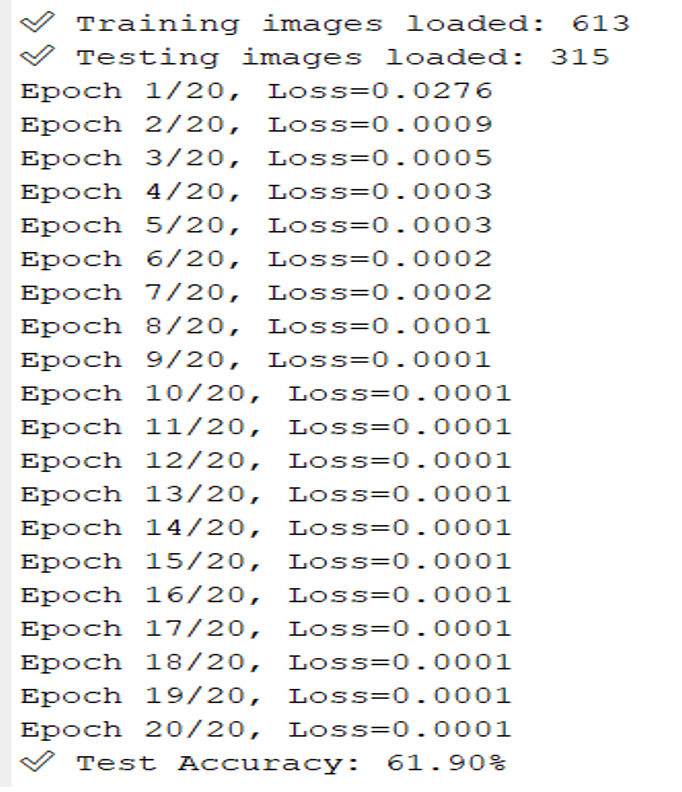 ✓ Training images loaded: 613
✓ Testing images loaded: 315
Epoch 1/20, Loss=0.0276
Epoch 2/20, Loss=0.0009
Epoch 3/20, Loss=0.0005
Epoch 4/20, Loss=0.0003
Epoch 5/20, Loss=0.0003
Epoch 6/20, Loss=0.0002
Epoch 7/20, Loss=0.0002
Epoch 8/20, Loss=0.0001
Epoch 9/20, Loss=0.0001
Epoch 10/20, Loss=0.0001
Epoch 11/20, Loss=0.0001
Epoch 12/20, Loss=0.0001
Epoch 13/20, Loss=0.0001
Epoch 14/20, Loss=0.0001
Epoch 15/20, Loss=0.0001
Epoch 16/20, Loss=0.0001
Epoch 17/20, Loss=0.0001
Epoch 18/20, Loss=0.0001
Epoch 19/20, Loss=0.0001
Epoch 20/20, Loss=0.0001
✓ Test Accuracy: 61.90%